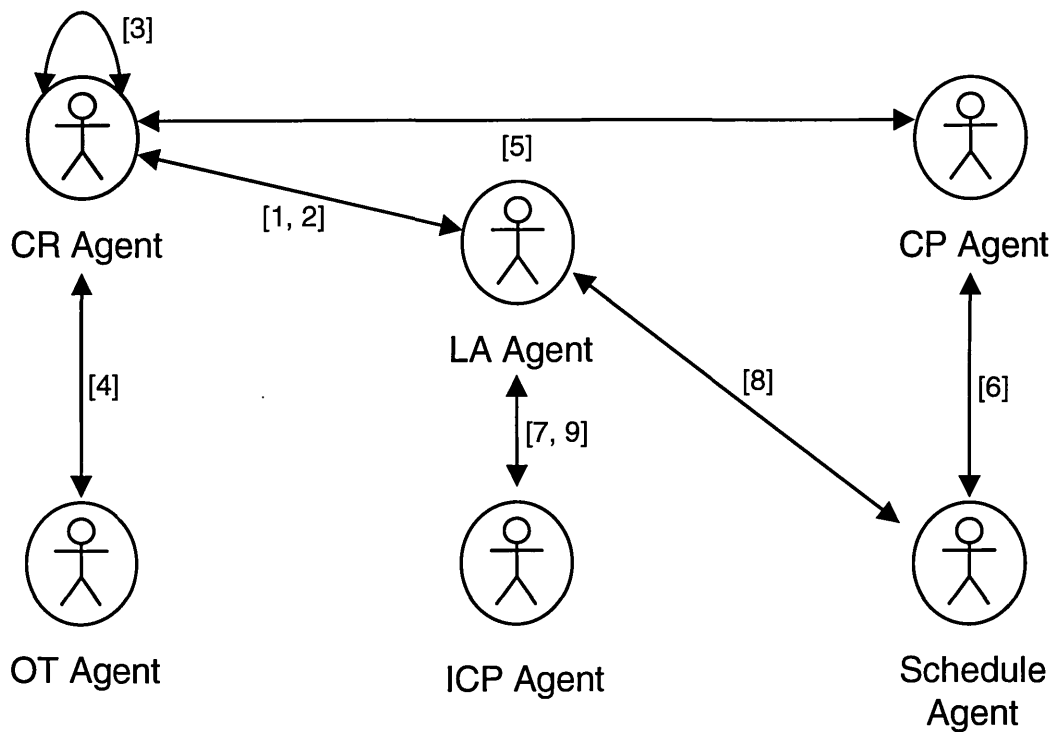 [3]
[5]
[1, 2]
CR Agent
CP Agent
LA Agent
[4]
[8]
[6]
[7, 9]
OT Agent
ICP Agent
Schedule
Agent